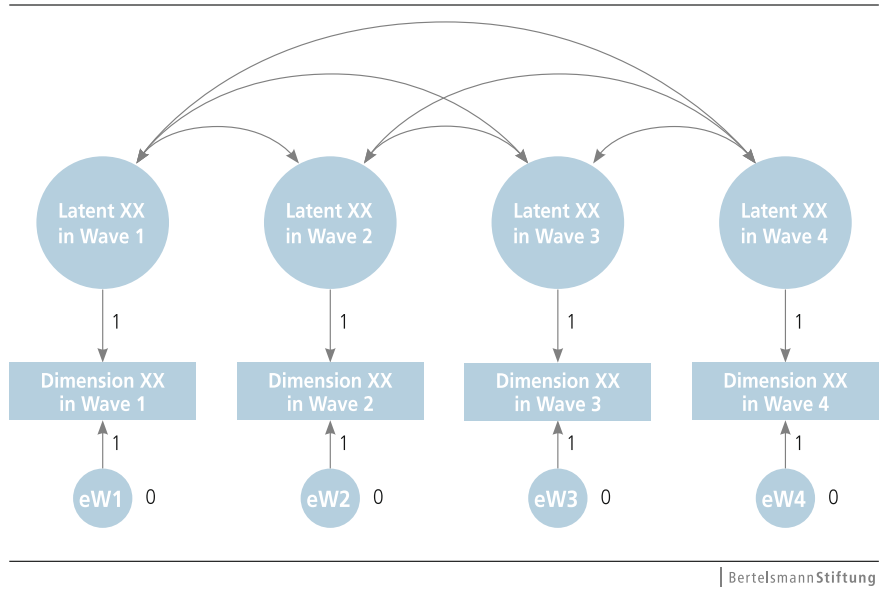 Latent XX
in Wave 1
Latent XX
in Wave 2
Latent XX
in Wave 3
Latent XX
in Wave 4
1
1
1
1
Dimension XX
in Wave 1
Dimension XX
in Wave 2
Dimension XX
in Wave 3
Dimension XX
in Wave 4
1
1
1
1
eW1
0
eW2
0
eW3
0
eW4
0
BertelsmannStiftung